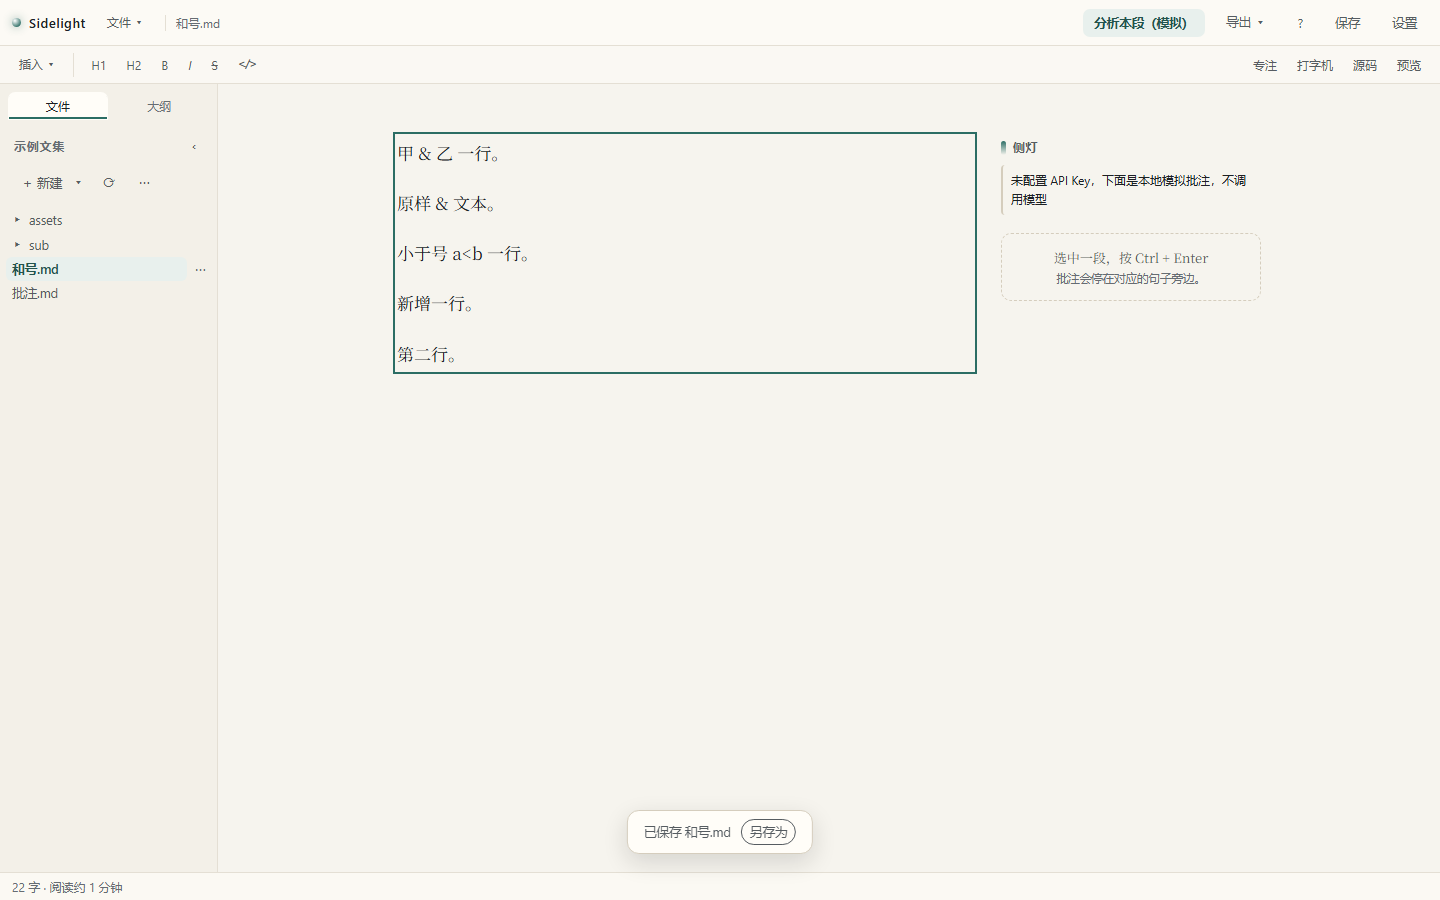 Sidelight 文件 和号.md 分析本段（模拟） 导出 ? 保存 设置
插入 H1 H2 B I S </> 专注 打字机 源码 预览
文件 大纲
示例文集
+ 新建 ...
assets
sub
和号.md ...
批注.md
甲 & 乙 一行。
原样 & 文本。
小于号 a<b 一行。
新增一行。
第二行。
侧灯
未配置 API Key，下面是本地模拟批注，不调
用模型
选中一段，按 Ctrl + Enter
批注会停在对应的句子旁边。
已保存 和号.md 另存为
22 字 · 阅读约 1 分钟